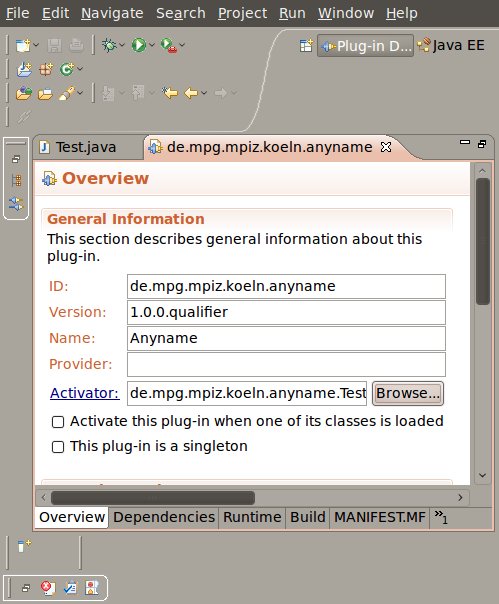 File Edit Navigate Search Project Run Window Help
Plug-in D... Java EE
Test.java de.mpg.mpiz.koeln.anyname
Overview
General Information
This section describes general information about this
plug-in.
ID: de.mpg.mpiz.koeln.anyname
Version: 1.0.0.qualifier
Name: Anyname
Provider:
Activator: de.mpg.mpiz.koeln.anyname.Test Browse...
Activate this plug-in when one of its classes is loaded
This plug-in is a singleton
Overview Dependencies Runtime Build MANIFEST.MF »1